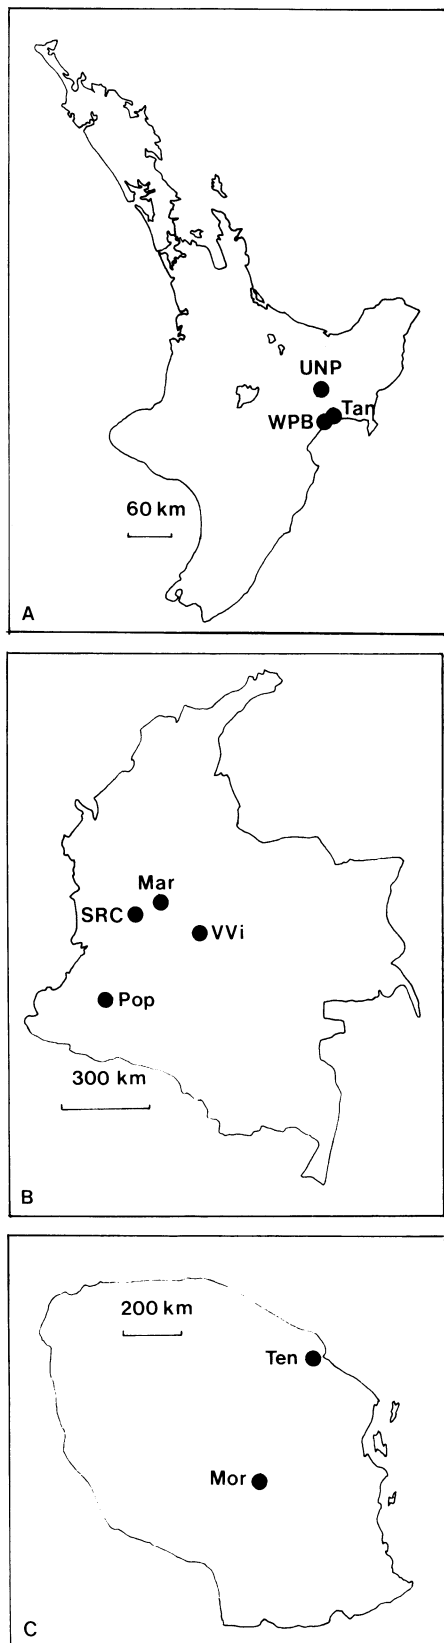 UNP
Tan
WPB
60 km
A
Mar
SRC
VVi
Pop
300 km
B
200 km
Ten
Mor
C